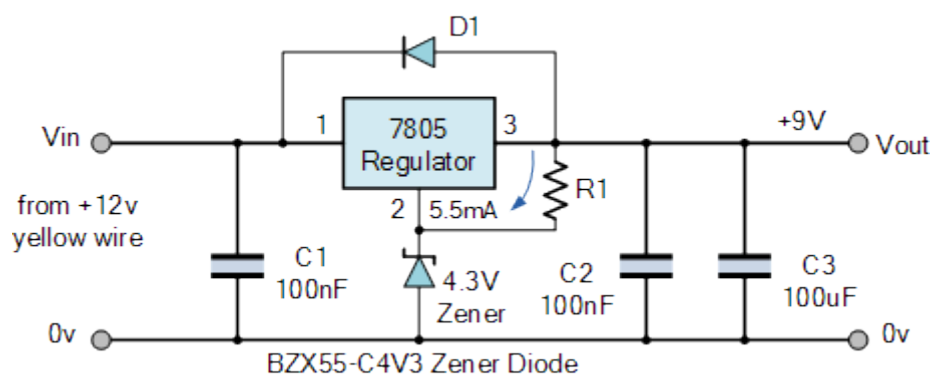 D1
Vin
1
7805
Regulator
3
+9V
Vout
from +12v
yellow wire
2
5.5mA
R1
C1
100nF
4.3V
Zener
C2
100nF
C3
100uF
0v
0v
BZX55-C4V3 Zener Diode